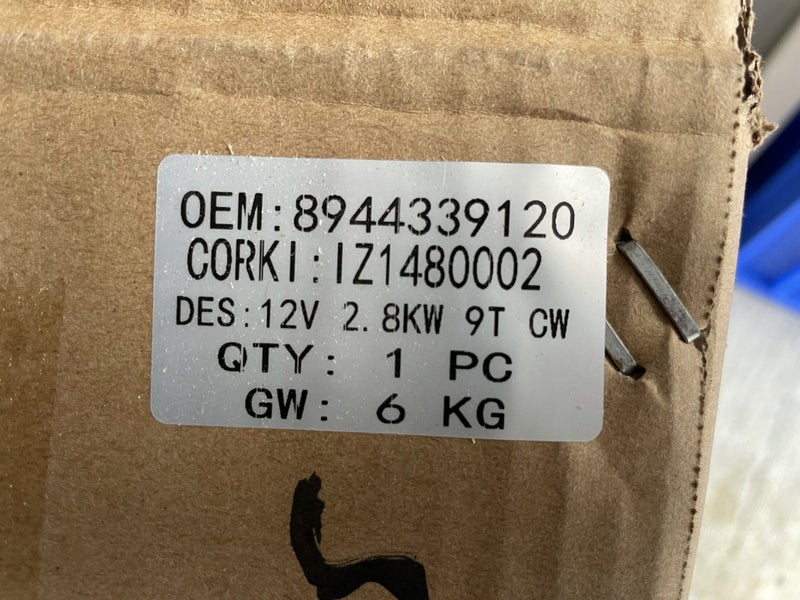 OEM:8944339120
CORKI:IZ1480002
DES:12V 2.8KW 9T CW
QTY: 1 PC
GW: 6 KG